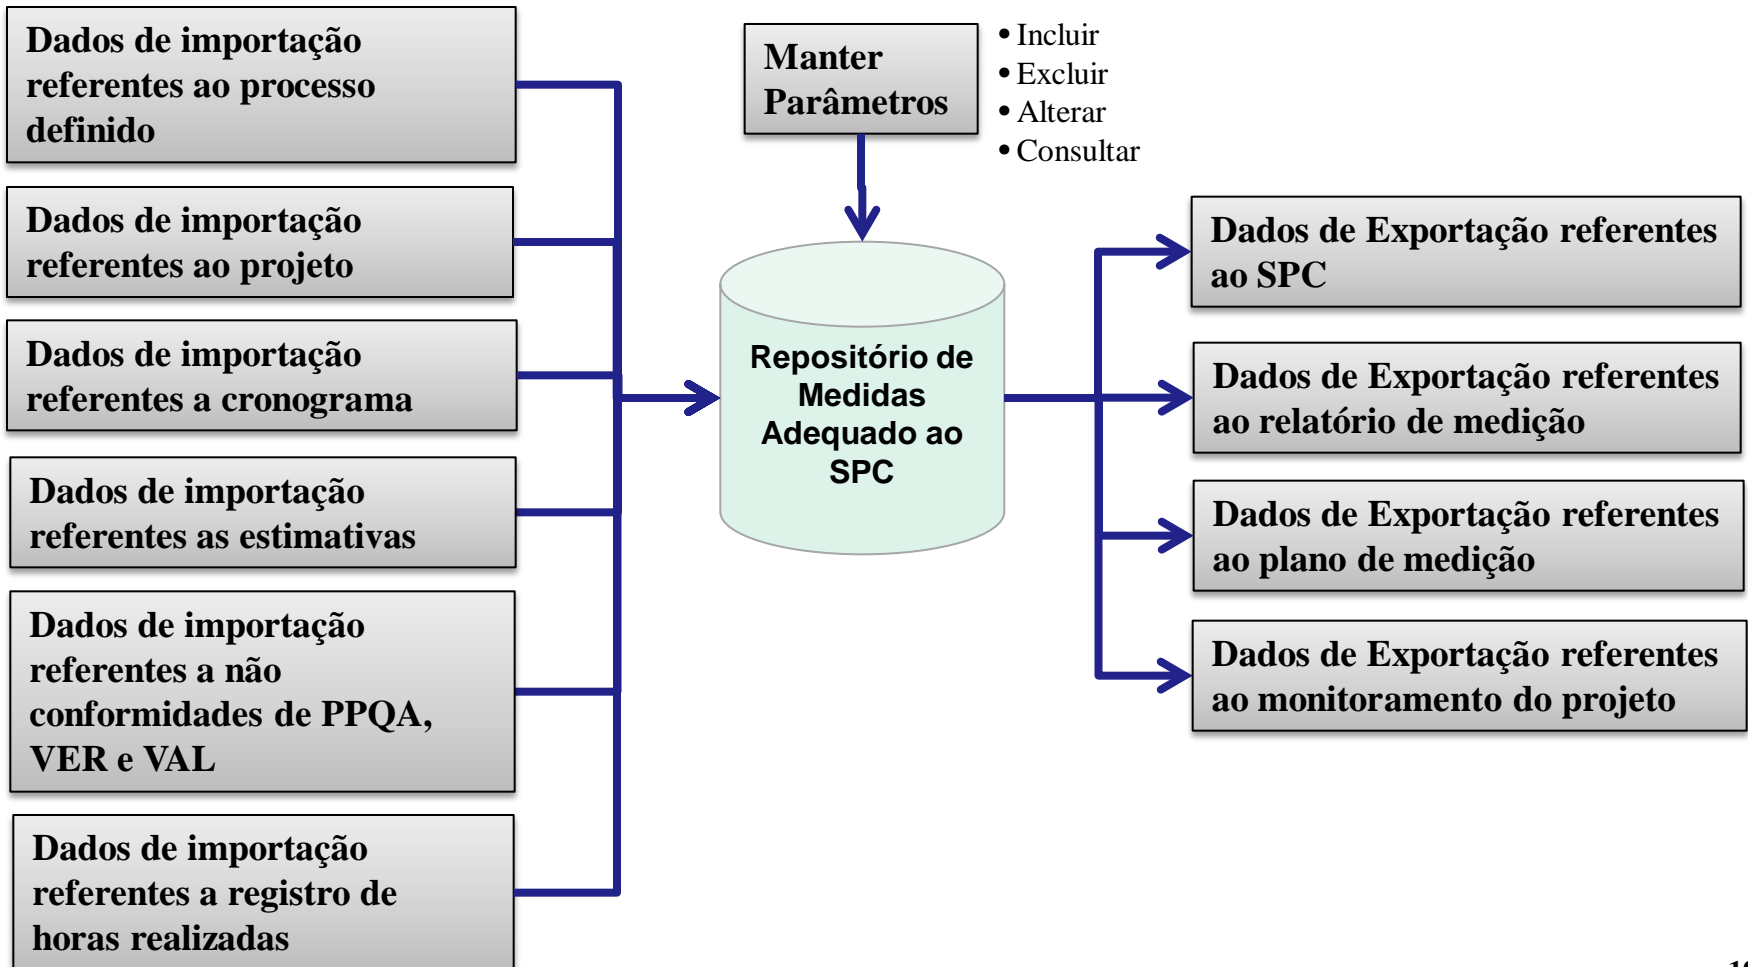 Dados de importação
referentes ao processo
definido
Dados de importação
referentes ao projeto
Dados de importação
referentes a cronograma
Dados de importação
referentes as estimativas
Dados de importação
referentes a não
conformidades de PPQA,
VER e VAL
Dados de importação
referentes a registro de
horas realizadas
Manter
Parâmetros
• Incluir
• Excluir
• Alterar
• Consultar
Repositório de
Medidas
Adequado ao
SPC
Dados de Exportação referentes
ao SPC
Dados de Exportação referentes
ao relatório de medição
Dados de Exportação referentes
ao plano de medição
Dados de Exportação referentes
ao monitoramento do projeto